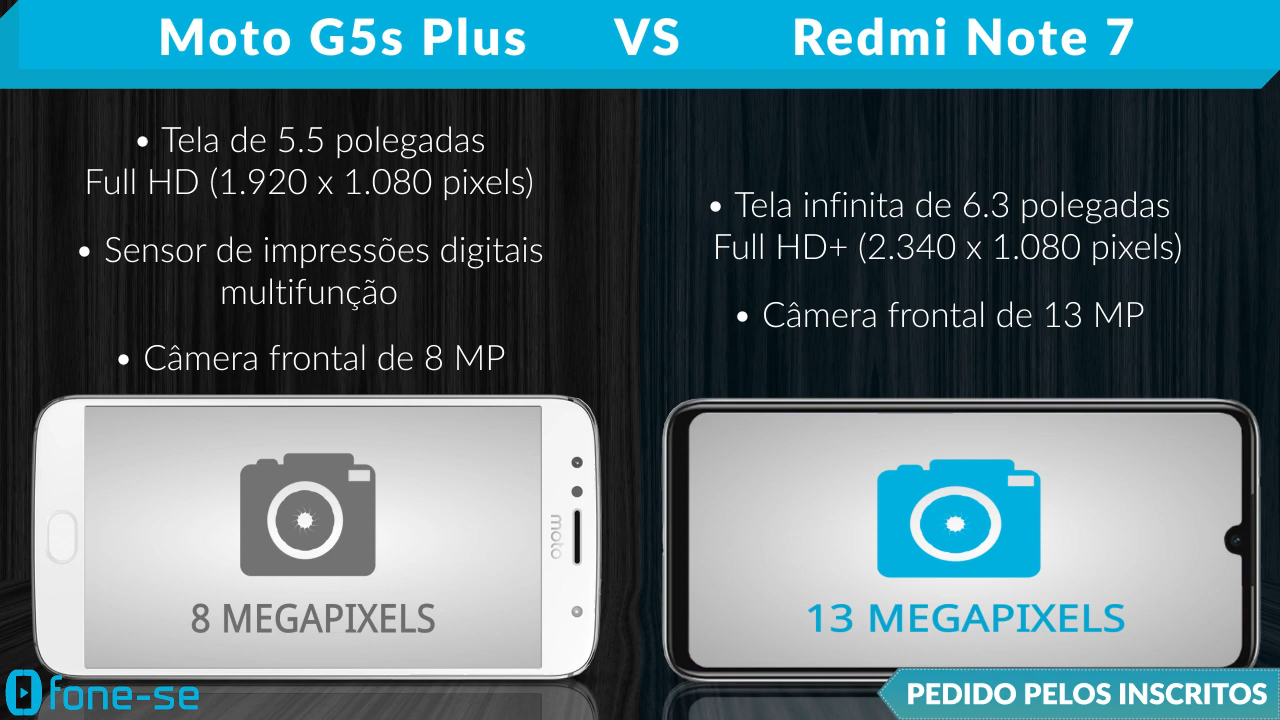 Moto G5s Plus VS Redmi Note 7
• Tela de 5.5 polegadas
Full HD (1.920 x 1.080 pixels)
• Sensor de impressões digitais
multifunção
• Câmera frontal de 8 MP
• Tela infinita de 6.3 polegadas
Full HD+ (2.340 x 1.080 pixels)
• Câmera frontal de 13 MP
moto
8 MEGAPIXELS
13 MEGAPIXELS
fone-se
PEDIDO PELOS INSCRITOS